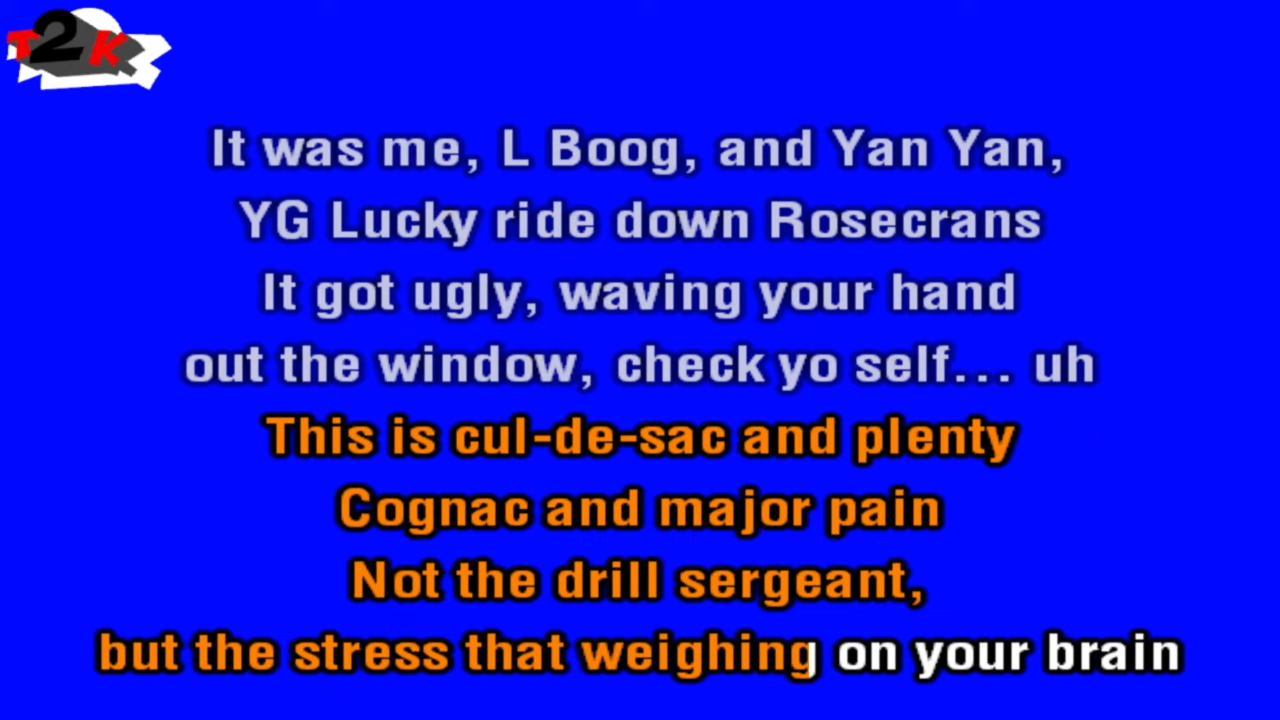 T2K
It was me, L Boog, and Yan Yan,
YG Lucky ride down Rosecrans
It got ugly, waving your hand
out the window, check yo self... uh
This is cul-de-sac and plenty
Cognac and major pain
Not the drill sergeant,
but the stress that weighing on your brain